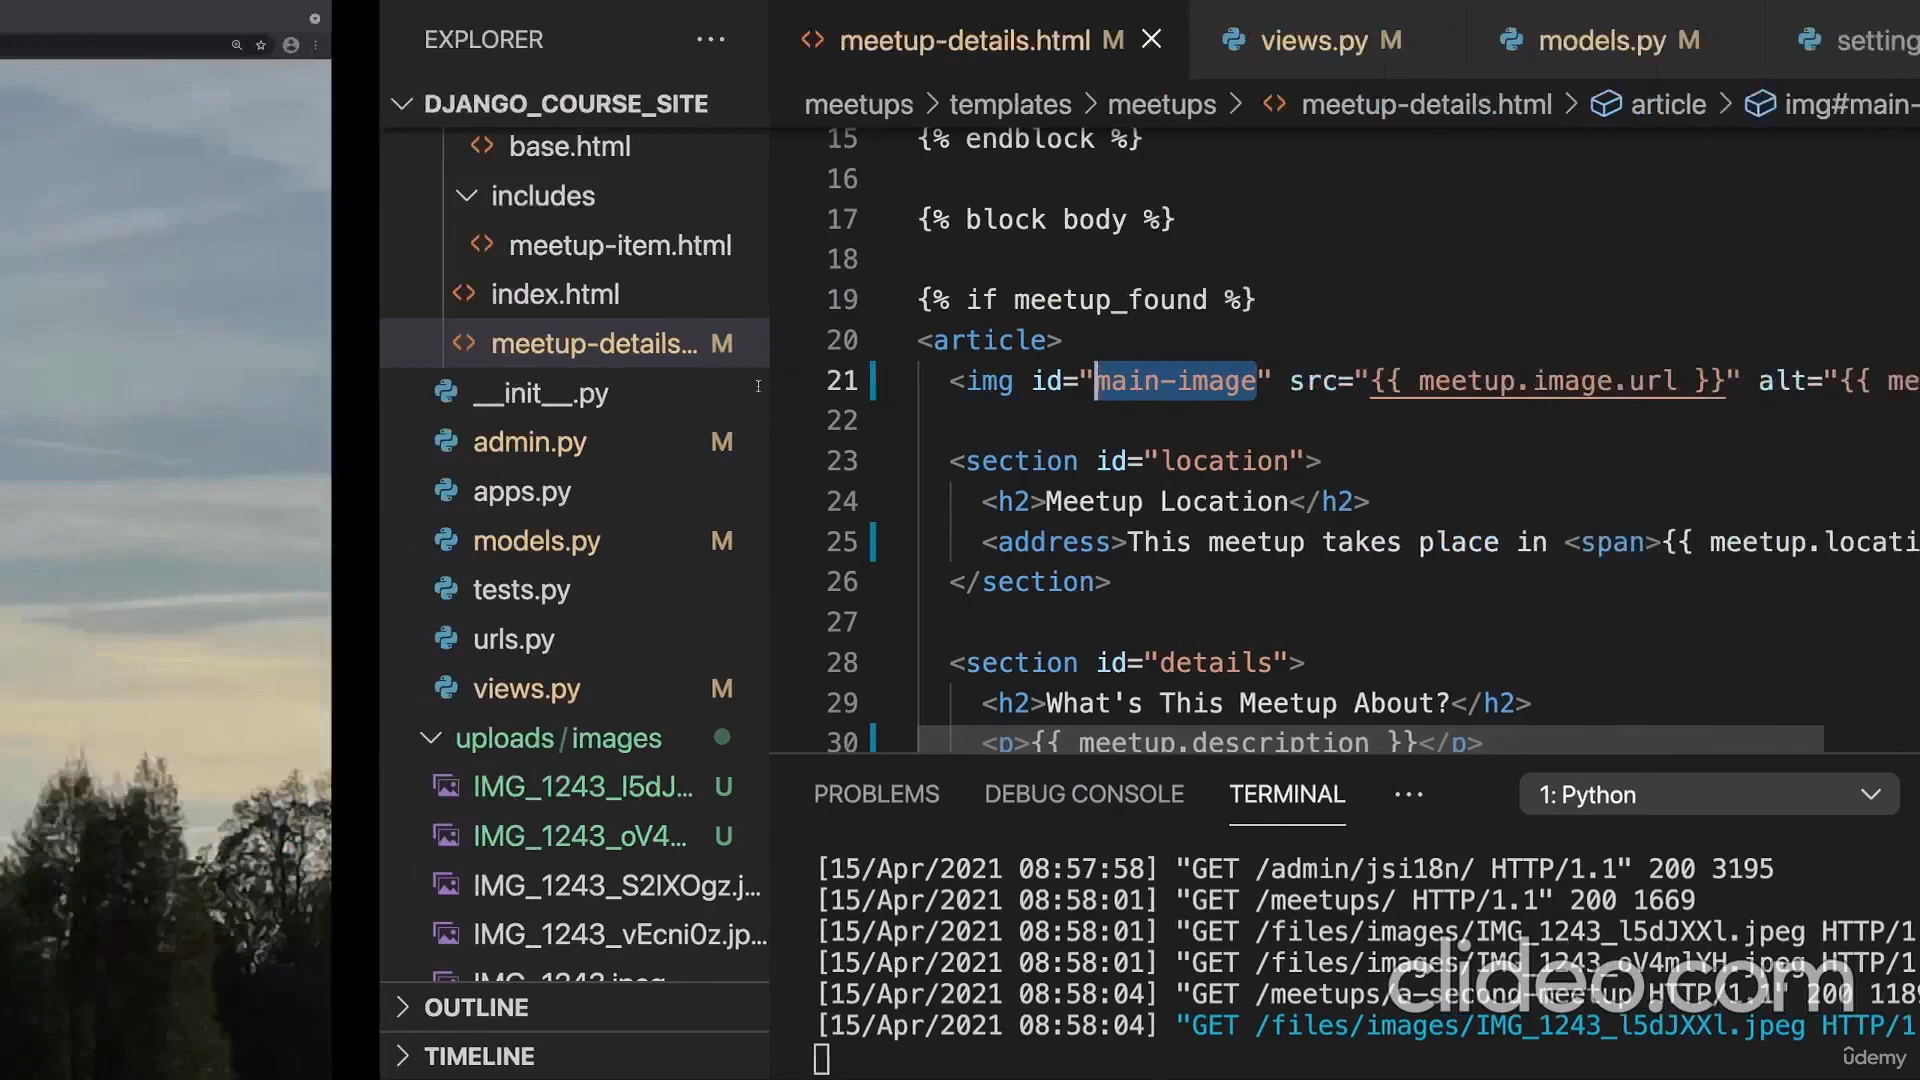 EXPLORER
DJANGO_COURSE_SITE
base.html
includes
meetup-item.html
index.html
meetup-details... M
__init__.py
admin.py M
apps.py
models.py M
tests.py
urls.py
views.py M
uploads/images
IMG_1243_l5dJ... U
IMG_1243_oV4... U
IMG_1243_S2lXOgz.j...
IMG_1243_vEcni0z.jp...
IMG_1243.jpeg
OUTLINE
TIMELINE
meetup-details.html M views.py M models.py M setting
meetups > templates > meetups > meetup-details.html > article > img#main-
15 {% endblock %}
16
17 {% block body %}
18
19 {% if meetup_found %}
20 <article>
21 <img id="main-image" src="{{ meetup.image.url }}" alt="{{ me
22
23 <section id="location">
24 <h2>Meetup Location</h2>
25 <address>This meetup takes place in <span>{{ meetup.locati
26 </section>
27
28 <section id="details">
29 <h2>What's This Meetup About?</h2>
30 <p>{{ meetup.description }}</p>
PROBLEMS DEBUG CONSOLE TERMINAL ... 1: Python
[15/Apr/2021 08:57:58] "GET /admin/jsi18n/ HTTP/1.1" 200 3195
[15/Apr/2021 08:58:01] "GET /meetups/ HTTP/1.1" 200 1669
[15/Apr/2021 08:58:01] "GET /files/images/IMG_1243_l5dJXXl.jpeg HTTP/1
[15/Apr/2021 08:58:01] "GET /files/images/IMG_1243_oV4mlYH.jpeg HTTP/1
[15/Apr/2021 08:58:04] "GET /meetups/a-second-meetup HTTP/1.1" 200 1189
[15/Apr/2021 08:58:04] "GET /files/images/IMG_1243_l5dJXXl.jpeg HTTP/1
clideo.com
ûdemy